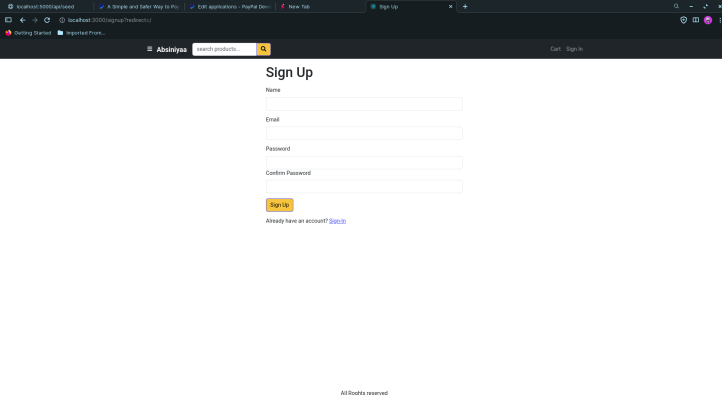 localhost:5000/api/seed
A Simple and Safer Way to Pay
Edit applications - PayPal Deve
New Tab
Sign Up
localhost:3000/signup?redirect=/
Getting Started
Imported From...
Absiniyaa
search products...
Cart
Sign In
Sign Up
Name
Email
Password
Confirm Password
Sign Up
Already have an account? Sign-In
All Roohts reserved